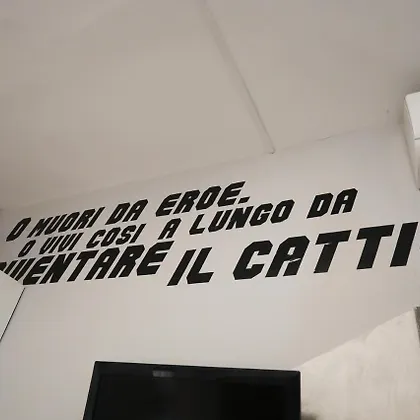 O MUORI DA EROE.
O VIVI COSI A LUNGO DA
VENTARE IL CATTI